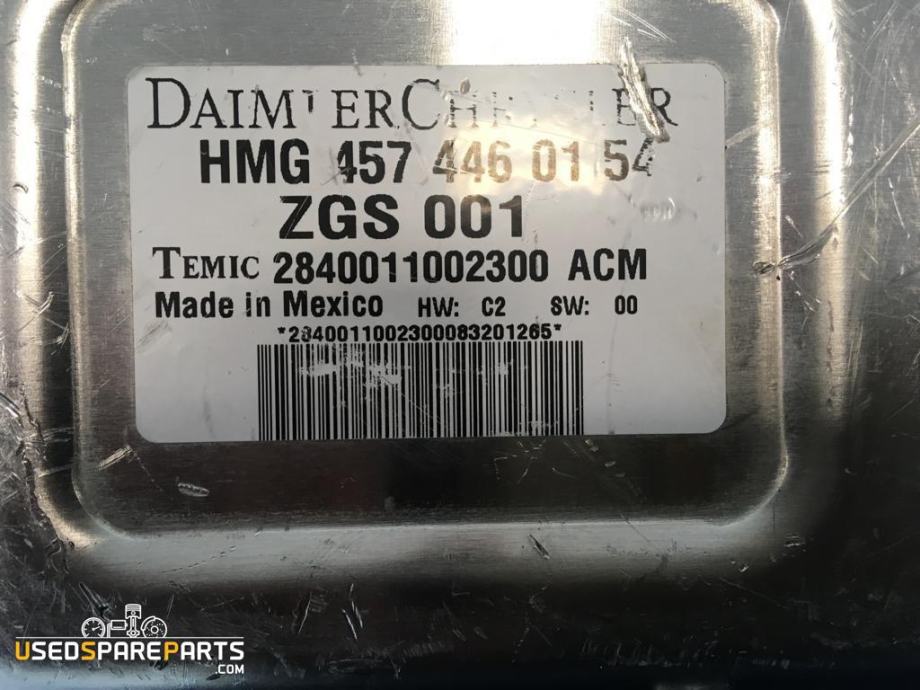 DAIMLERCHRYSLER
HMG 457 446 01 54
ZGS 001
TEMIC 2840011002300 ACM
Made in Mexico HW: C2 SW: 00
*2840011002300083201265*
USEDSPAREPARTS
.COM